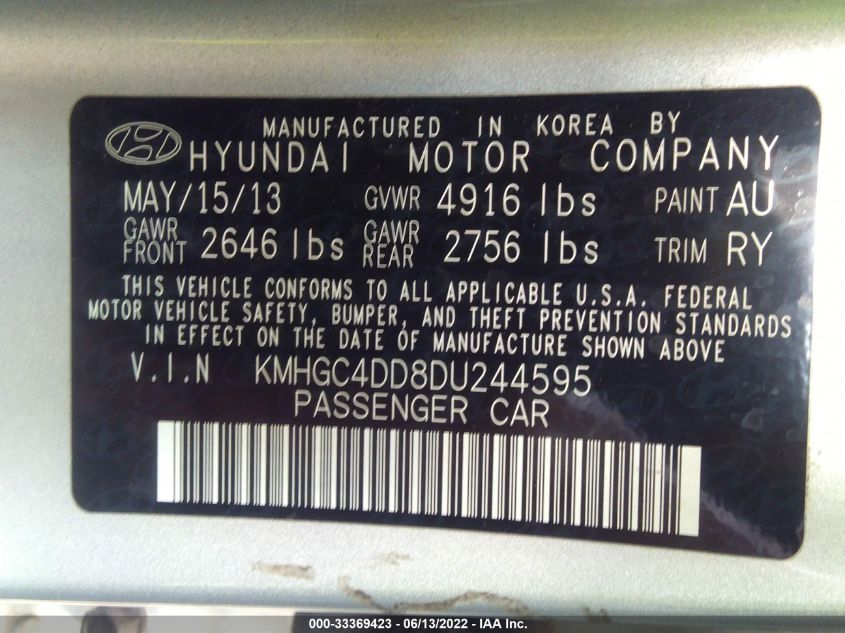 MANUFACTURED IN KOREA BY
HYUNDAI MOTOR COMPANY
MAY/15/13 GVWR 4916 lbs PAINT AU
GAWR FRONT 2646 lbs GAWR REAR 2756 lbs TRIM RY
THIS VEHICLE CONFORMS TO ALL APPLICABLE U.S.A. FEDERAL
MOTOR VEHICLE SAFETY, BUMPER, AND THEFT PREVENTION STANDARDS
IN EFFECT ON THE DATE OF MANUFACTURE SHOWN ABOVE
V.I.N KMHGC4DD8DU244595
PASSENGER CAR
000-33369423 - 06/13/2022 - IAA Inc.